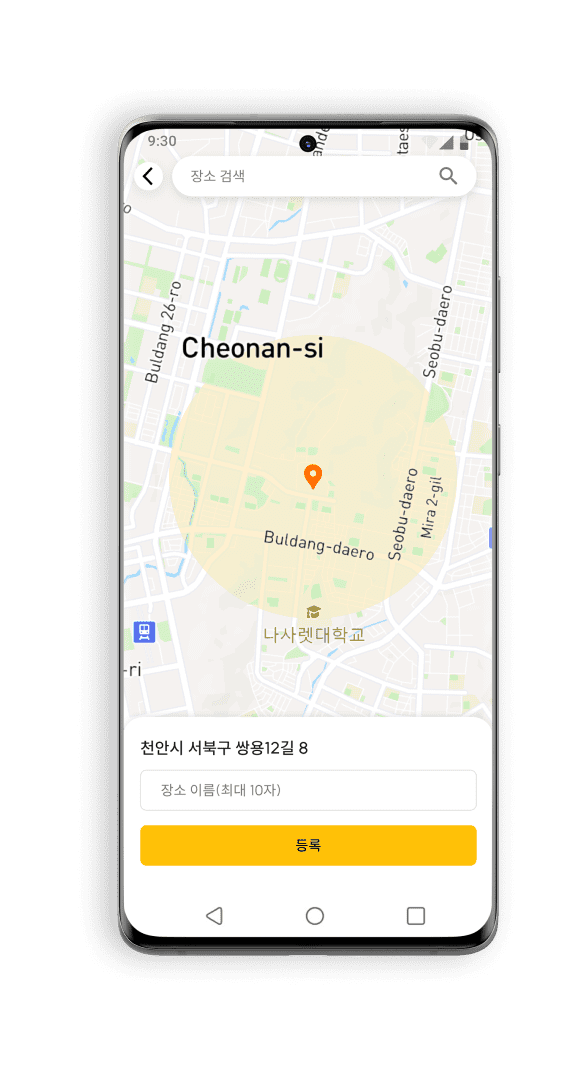 9:30
장소 검색
Buldang 26-ro
Seobu-daero
Cheonan-si
Seobu-daero
Mira 2-gil
Buldang-daero
나사렛대학교
-ri
천안시 서북구 쌍용12길 8
장소 이름(최대 10자)
등록